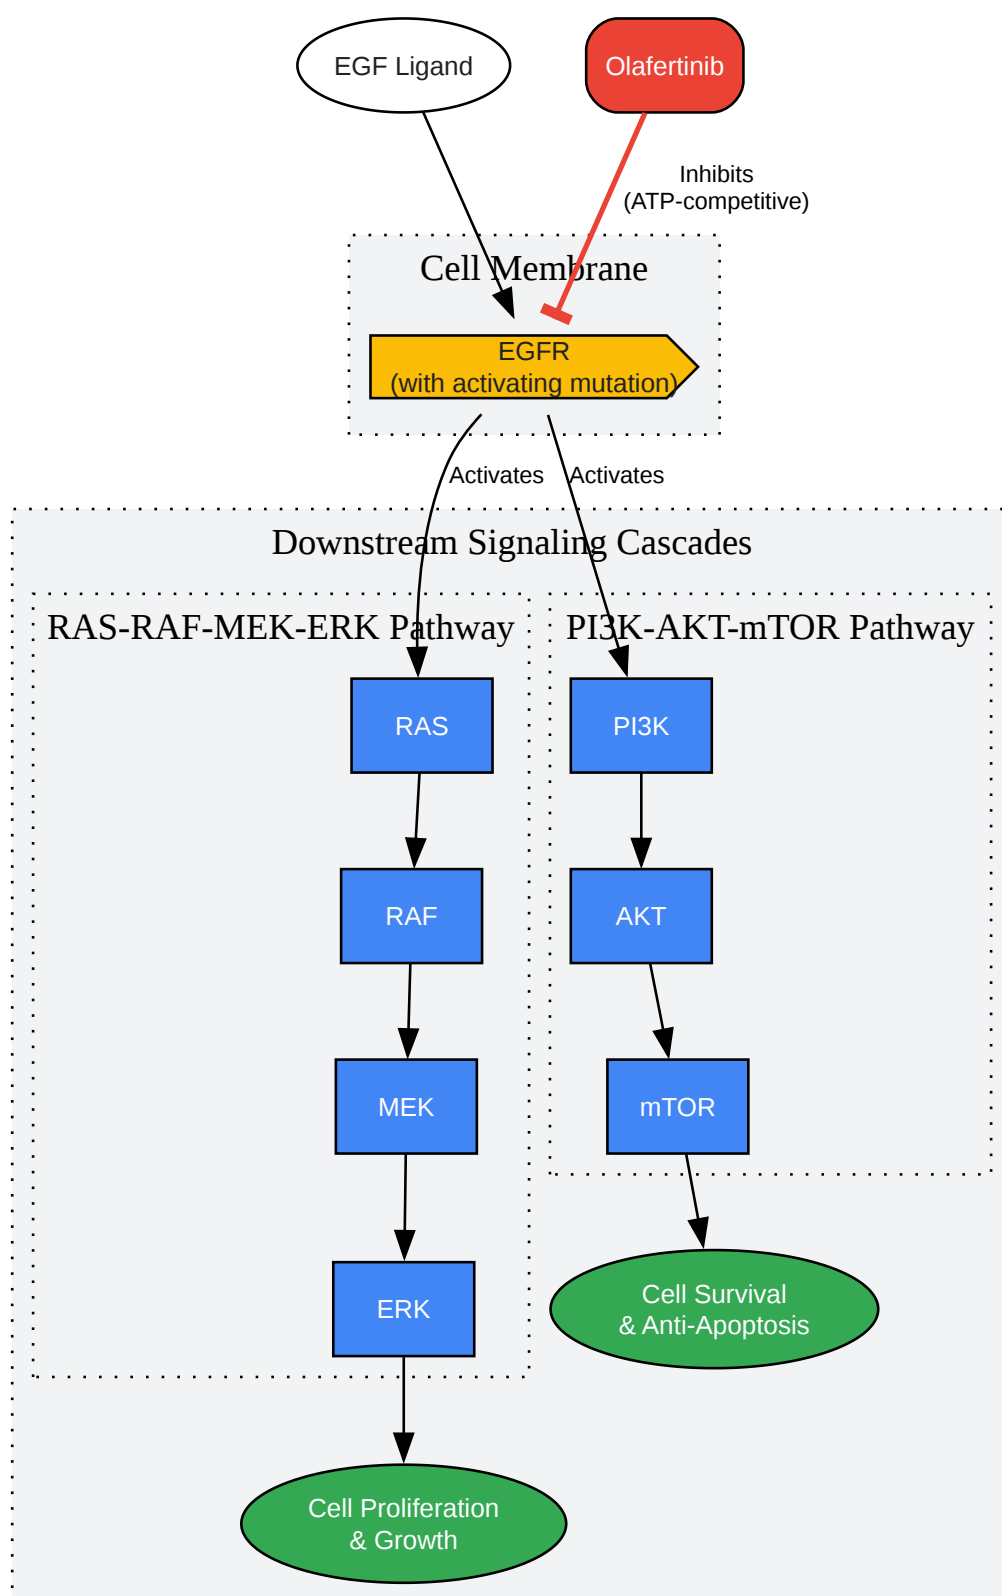 EGF Ligand
Olafertinib
Inhibits
(ATP-competitive)
Cell Membrane
EGFR
(with activating mutation)
Activates
Activates
Downstream Signaling Cascades
RAS-RAF-MEK-ERK Pathway
PI3K-AKT-mTOR Pathway
RAS
PI3K
RAF
AKT
MEK
mTOR
ERK
Cell Survival
& Anti-Apoptosis
Cell Proliferation
& Growth